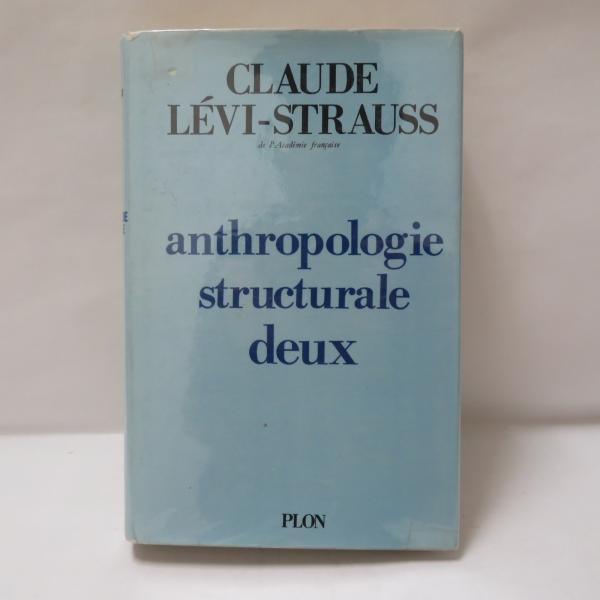 CLAUDE
LÉVI-STRAUSS
de l'Académie française
anthropologie
structurale
deux
PLON